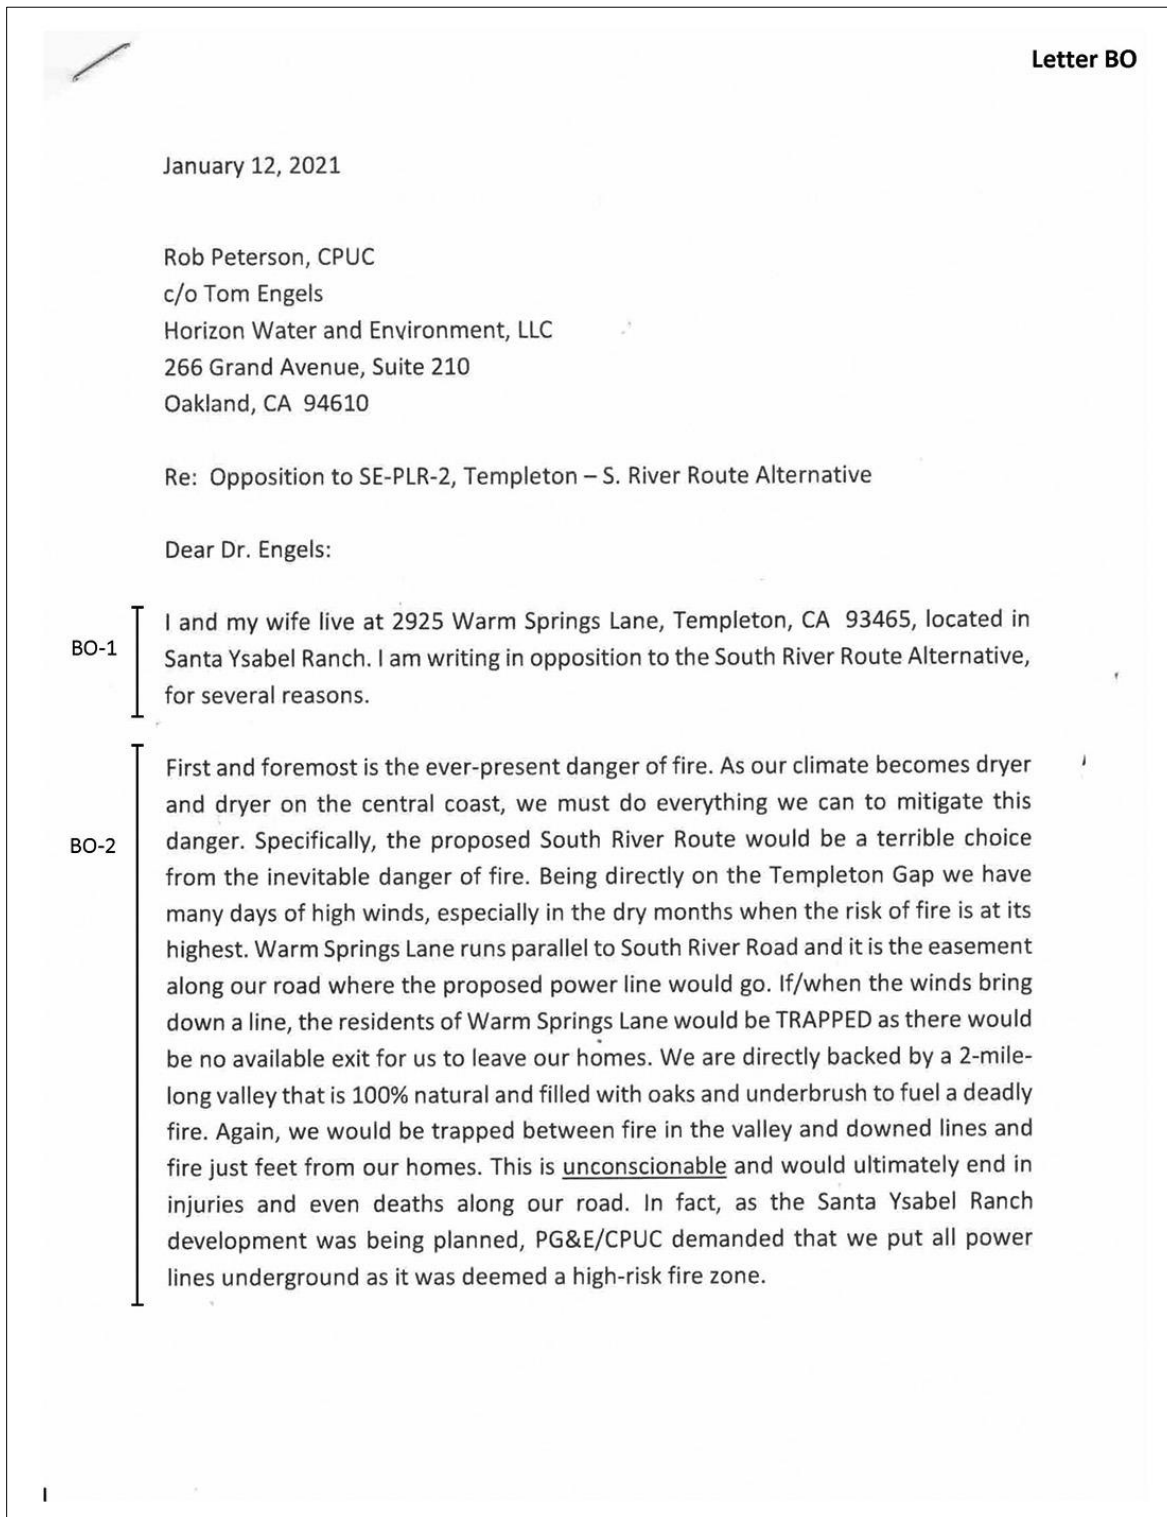 Letter BO
January 12, 2021
Rob Peterson, CPUC
c/o Tom Engels
Horizon Water and Environment, LLC
266 Grand Avenue, Suite 210
Oakland, CA  94610
Re:  Opposition to SE-PLR-2, Templeton – S. River Route Alternative
Dear Dr. Engels:
BO-1
I and my wife live at 2925 Warm Springs Lane, Templeton, CA  93465, located in
Santa Ysabel Ranch. I am writing in opposition to the South River Route Alternative,
for several reasons.
BO-2
First and foremost is the ever-present danger of fire. As our climate becomes dryer
and dryer on the central coast, we must do everything we can to mitigate this
danger. Specifically, the proposed South River Route would be a terrible choice
from the inevitable danger of fire. Being directly on the Templeton Gap we have
many days of high winds, especially in the dry months when the risk of fire is at its
highest. Warm Springs Lane runs parallel to South River Road and it is the easement
along our road where the proposed power line would go. If/when the winds bring
down a line, the residents of Warm Springs Lane would be TRAPPED as there would
be no available exit for us to leave our homes. We are directly backed by a 2-mile-
long valley that is 100% natural and filled with oaks and underbrush to fuel a deadly
fire. Again, we would be trapped between fire in the valley and downed lines and
fire just feet from our homes. This is unconscionable and would ultimately end in
injuries and even deaths along our road. In fact, as the Santa Ysabel Ranch
development was being planned, PG&E/CPUC demanded that we put all power
lines underground as it was deemed a high-risk fire zone.